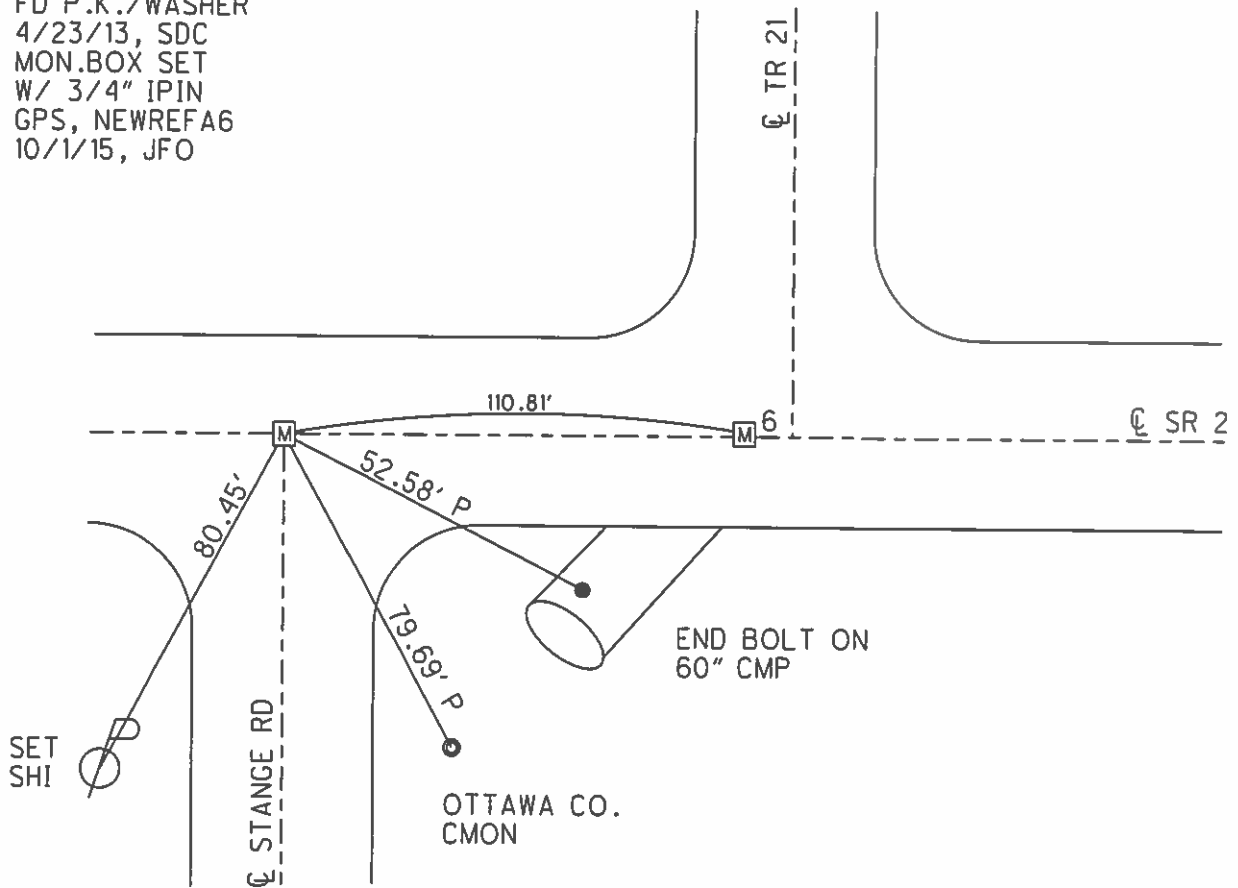 FD P.K./WASHER
4/23/13, SDC
MON.BOX SET
W/ 3/4" IPIN
GPS, NEWREFA6
10/1/15, JFO
℄ TR 21
110.81'
M
M 6
℄ SR 2
52.58' P
80.45'
79.69' P
END BOLT ON
60" CMP
SET
SHI
℄ STANGE RD
OTTAWA CO.
CMON